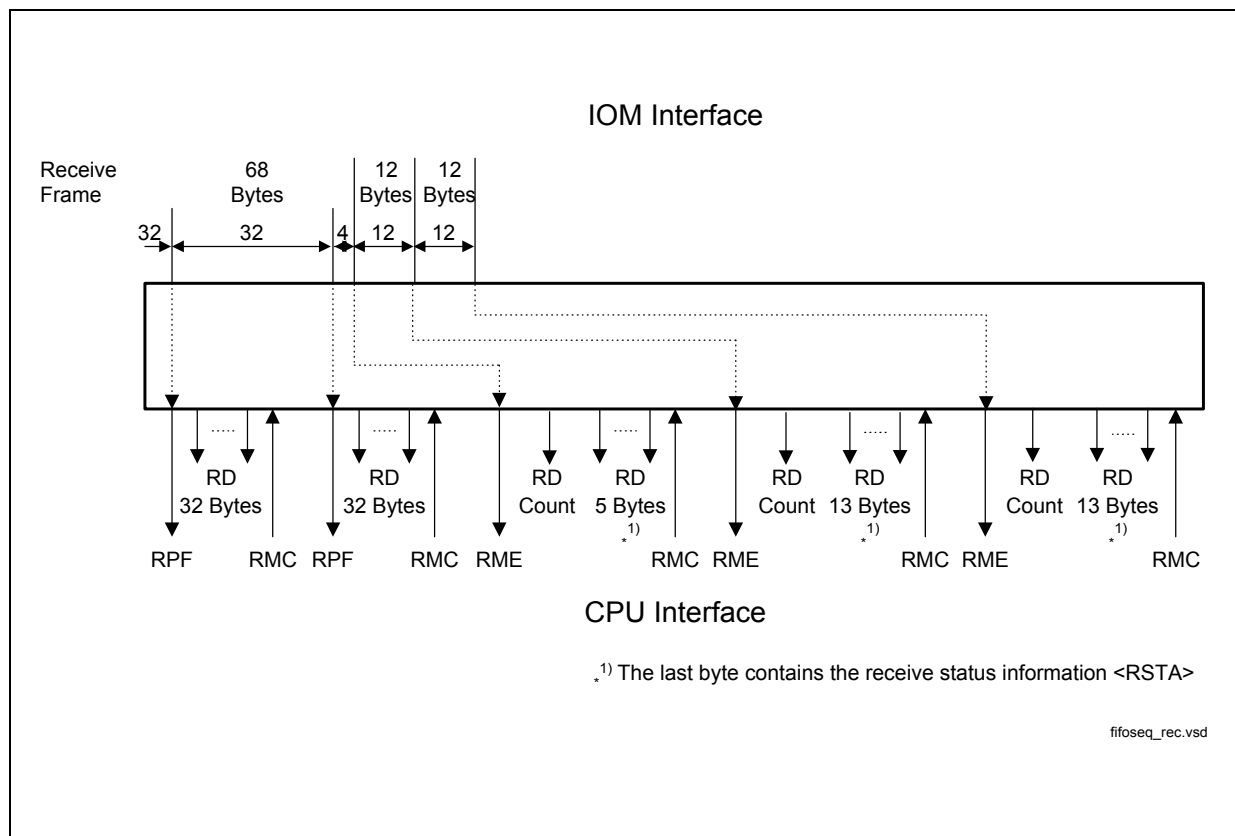 IOM Interface
Receive
Frame
68
Bytes
12
Bytes
12
Bytes
32
32
4
12
12
.....
.....
.....
.....
.....
RD
32 Bytes
RD
32 Bytes
RD
Count
RD
5 Bytes
*1)
RD
Count
RD
13 Bytes
*1)
RD
Count
RD
13 Bytes
*1)
RPF
RMC
RPF
RMC
RME
RMC
RME
RMC
RME
RMC
CPU Interface
*1) The last byte contains the receive status information <RSTA>
fifoseq_rec.vsd